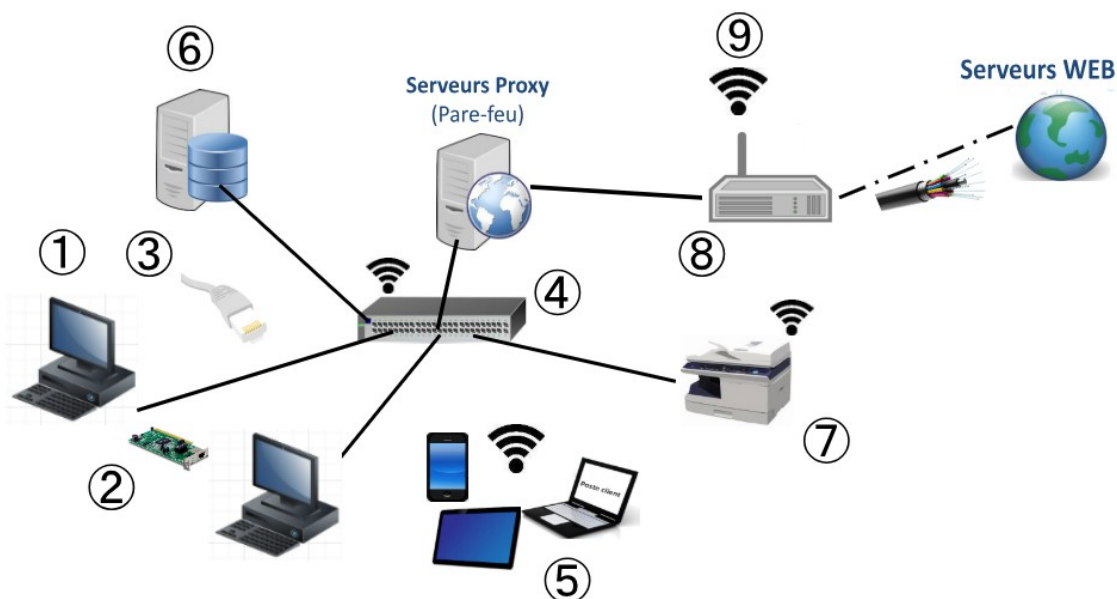 ⑨
⑥
Serveurs Proxy
(Pare-feu)
Serveurs WEB
①
③
④
⑧
②
Poste client
⑦
⑤